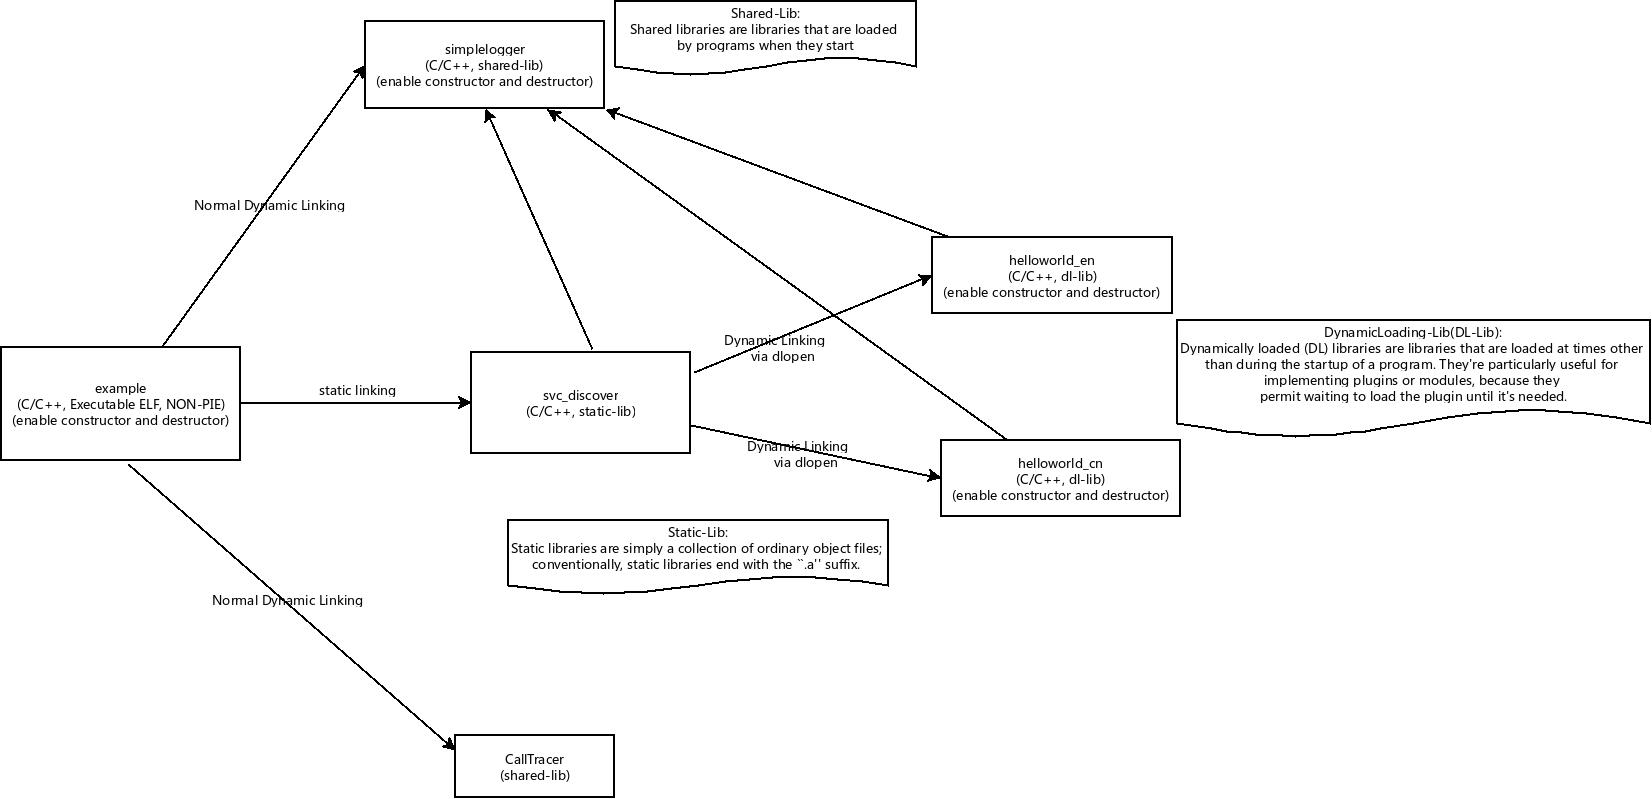 Shared-Lib:
Shared libraries are libraries that are loaded
by programs when they start
simplelogger
(C/C++, shared-lib)
(enable constructor and destructor)
Normal Dynamic Linking
helloworld_en
(C/C++, dl-lib)
(enable constructor and destructor)
DynamicLoading-Lib(DL-Lib):
Dynamically loaded (DL) libraries are libraries that are loaded at times other
than during the startup of a program. They're particularly useful for
implementing plugins or modules, because they
permit waiting to load the plugin until it's needed.
Dynamic Linking
via dlopen
example
(C/C++, Executable ELF, NON-PIE)
(enable constructor and destructor)
static linking
svc_discover
(C/C++, static-lib)
Dynamic Linking
via dlopen
helloworld_cn
(C/C++, dl-lib)
(enable constructor and destructor)
Static-Lib:
Static libraries are simply a collection of ordinary object files;
conventionally, static libraries end with the ``.a'' suffix.
Normal Dynamic Linking
CallTracer
(shared-lib)